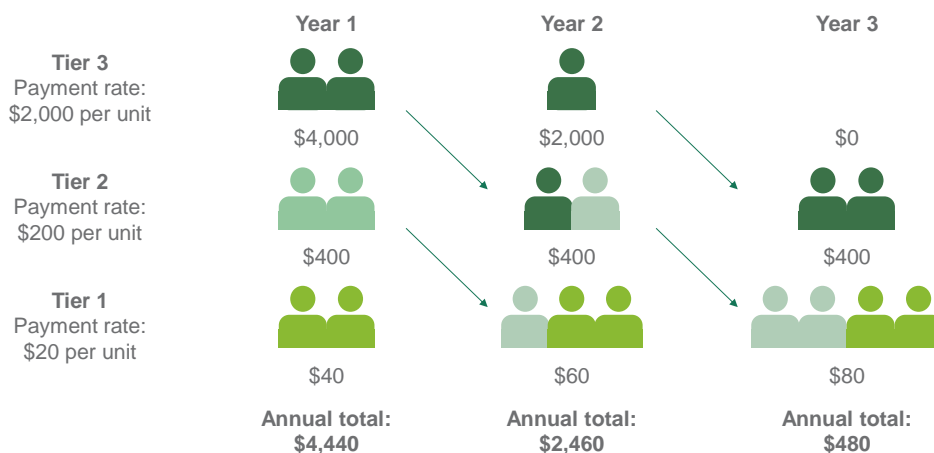 Year 1
Year 2
Year 3
Tier 3
Payment rate:
$2,000 per unit
$4,000
$2,000
$0
Tier 2
Payment rate:
$200 per unit
$400
$400
$400
Tier 1
Payment rate:
$20 per unit
$40
$60
$80
Annual total:
$4,440
Annual total:
$2,460
Annual total:
$480